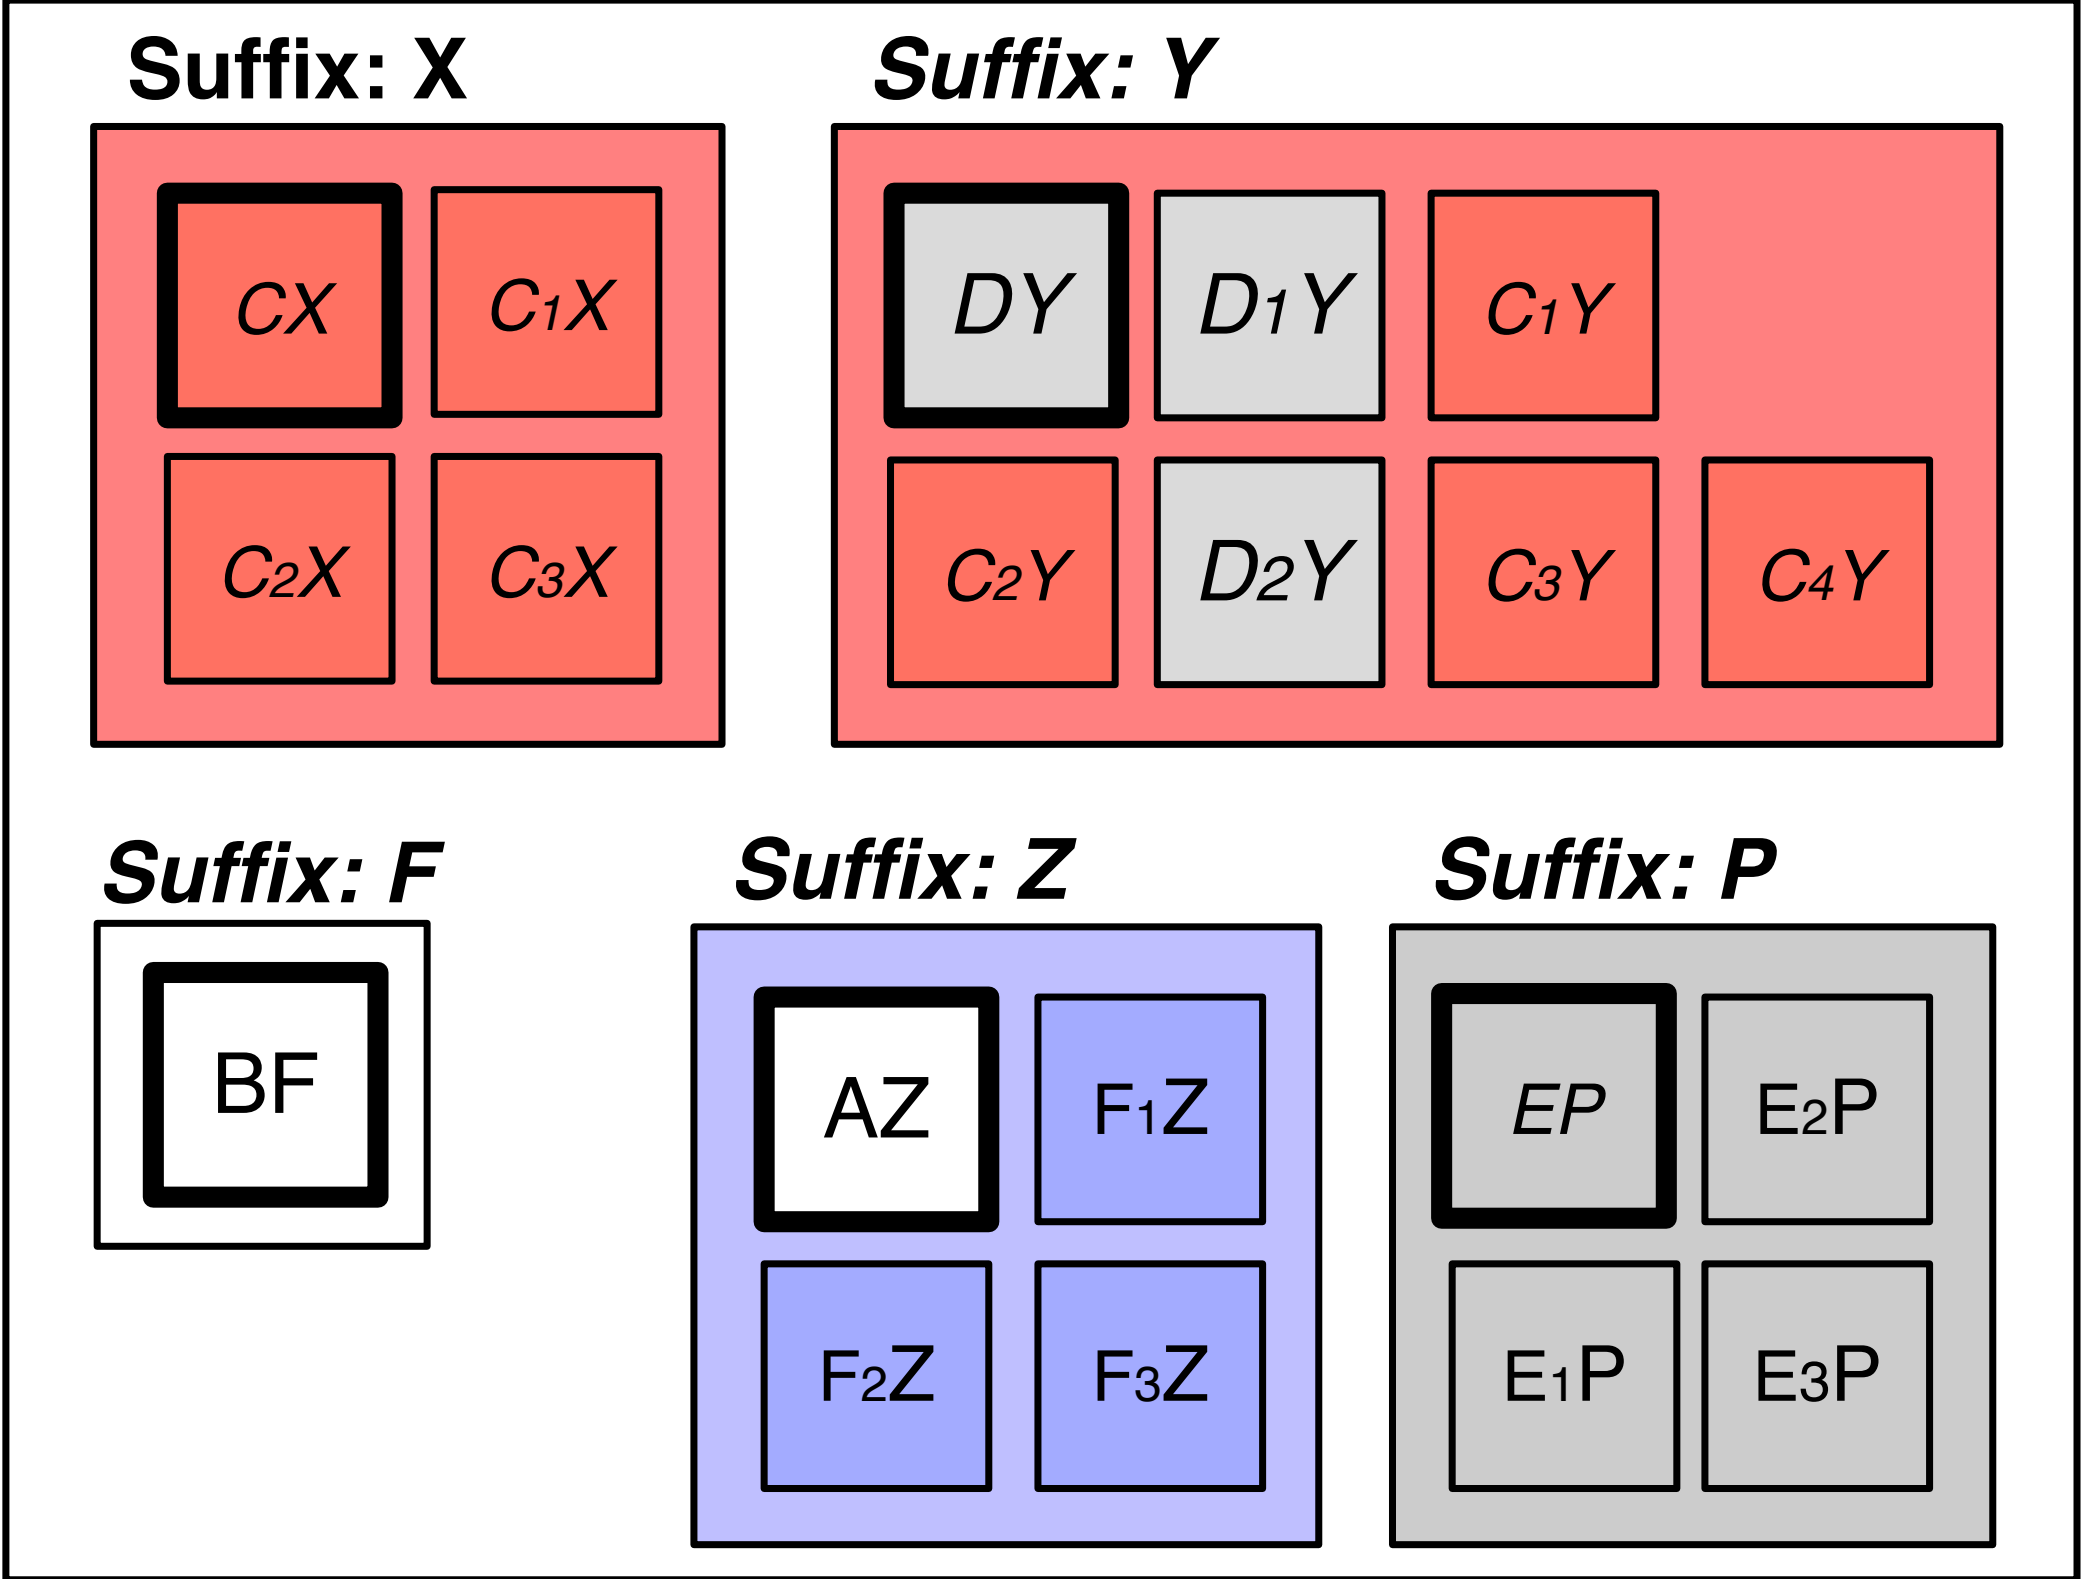 Suffix: X
CX C1X
C2X C3X
Suffix: Y
DY D1Y C1Y
C2Y D2Y C3Y C4Y
Suffix: F
BF
Suffix: Z
AZ F1Z
F2Z F3Z
Suffix: P
EP E2P
E1P E3P